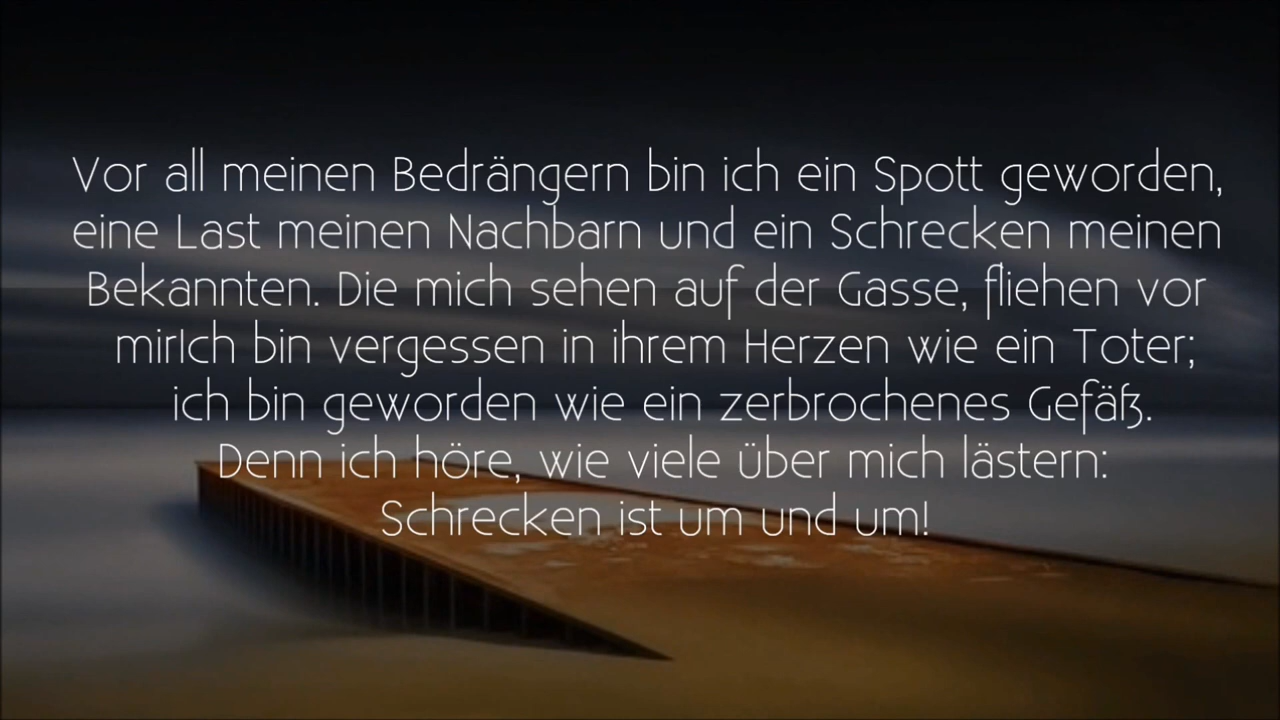 Vor all meinen Bedrängern bin ich ein Spott geworden,
eine Last meinen Nachbarn und ein Schrecken meinen
Bekannten. Die mich sehen auf der Gasse, fliehen vor
mirIch bin vergessen in ihrem Herzen wie ein Toter;
ich bin geworden wie ein zerbrochenes Gefäß.
Denn ich höre, wie viele über mich lästern:
Schrecken ist um und um!